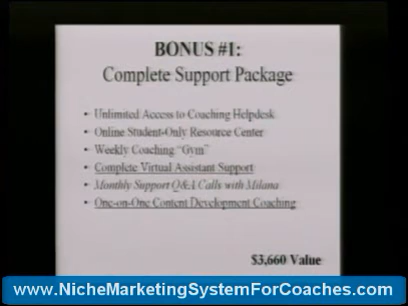 BONUS #1:
Complete Support Package
• Unlimited Access to Coaching Helpdesk
• Online Student-Only Resource Center
• Weekly Coaching "Gym"
• Complete Virtual Assistant Support
• Monthly Support Q&A Calls with Milana
• One-on-One Content Development Coaching
$3,660 Value
www.NicheMarketingSystemForCoaches.com